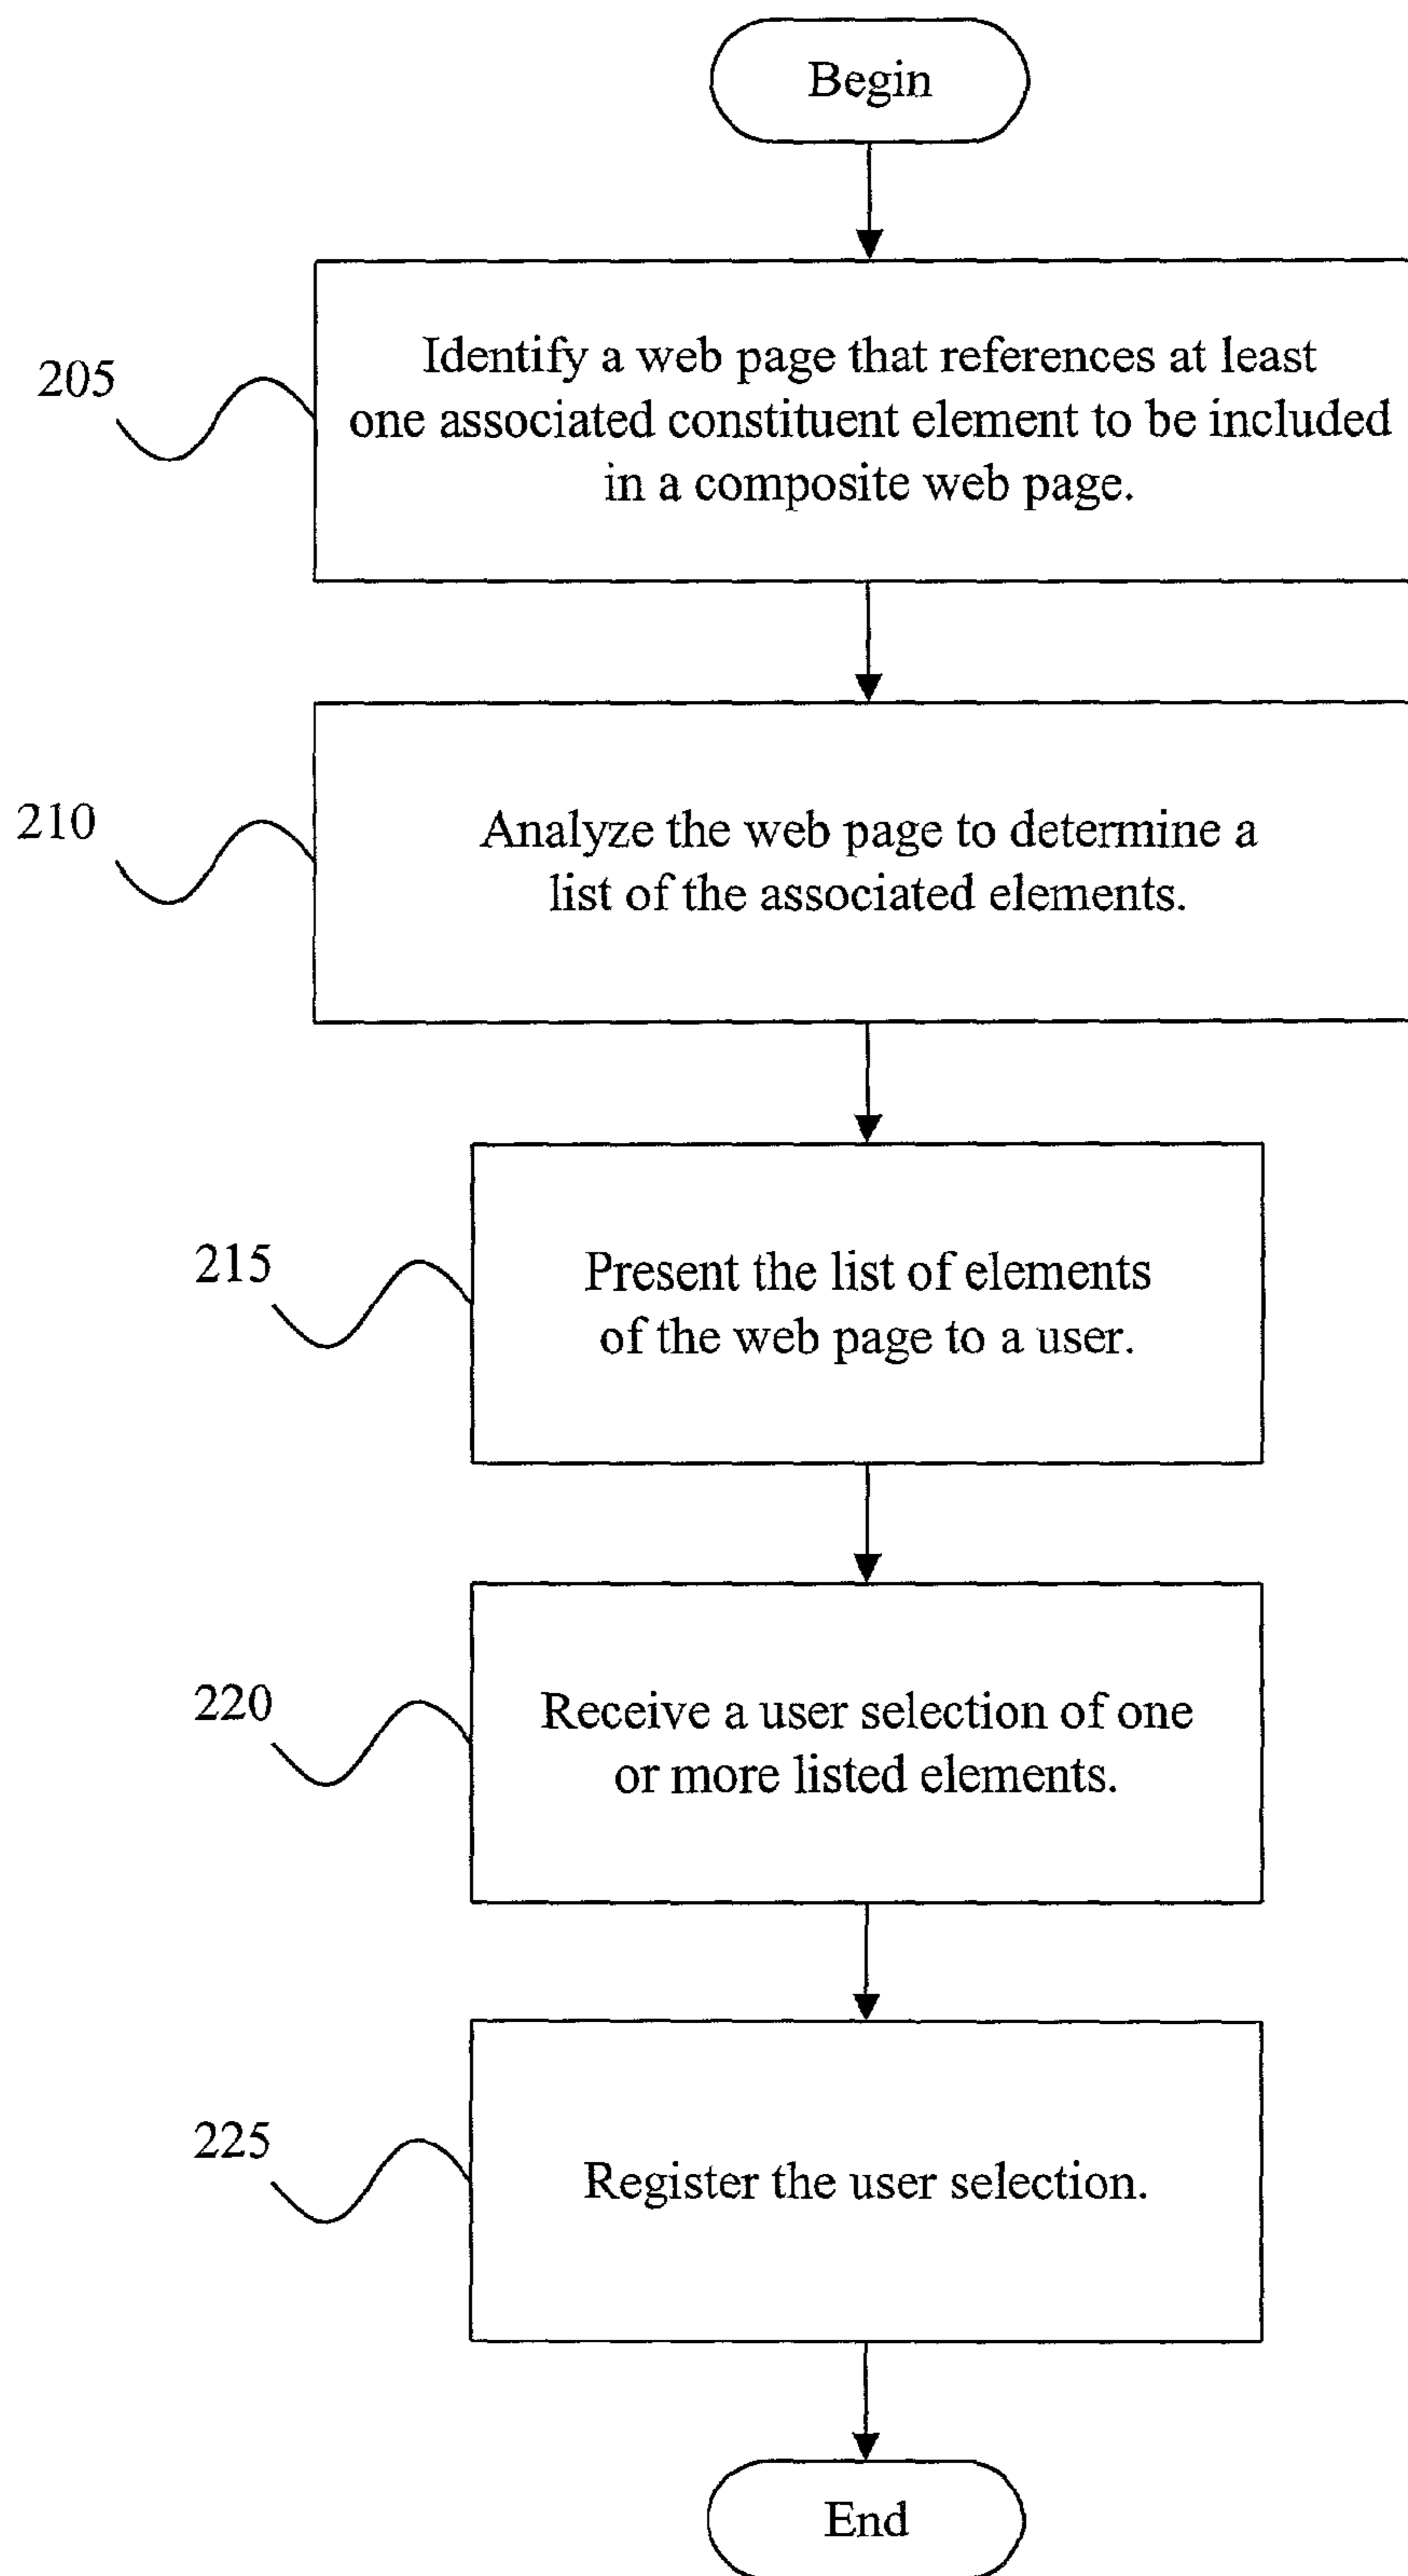 Begin
205
Identify a web page that references at least
one associated constituent element to be included
in a composite web page.
210
Analyze the web page to determine a
list of the associated elements.
215
Present the list of elements
of the web page to a user.
220
Receive a user selection of one
or more listed elements.
225
Register the user selection.
End